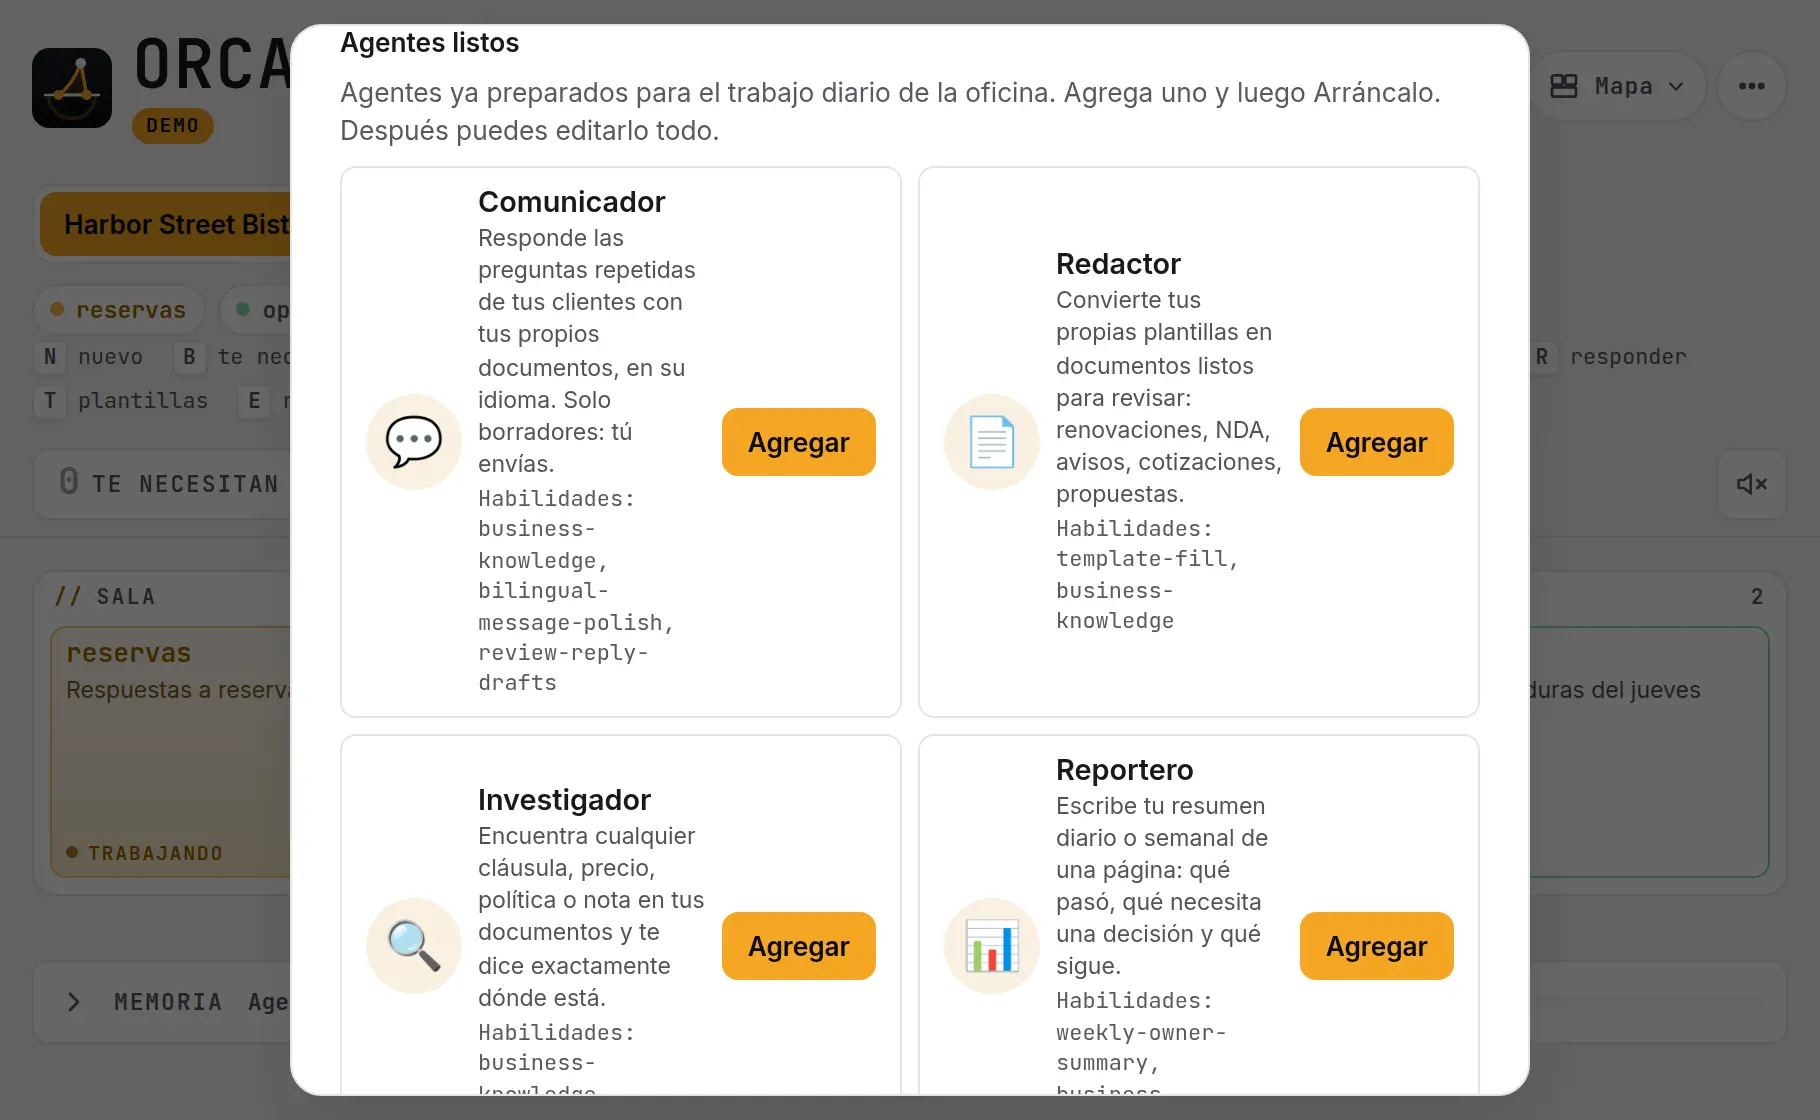 ORCA
DEMO
Mapa
Harbor Street Bist
reservas
op
N nuevo B te nec
R responder
T plantillas E
0 TE NECESITAN
// SALA
2
reservas
Respuestas a reserva
duras del jueves
TRABAJANDO
MEMORIA Age
Agentes listos
Agentes ya preparados para el trabajo diario de la oficina. Agrega uno y luego Arráncalo.
Después puedes editarlo todo.
Comunicador
Responde las
preguntas repetidas
de tus clientes con
tus propios
documentos, en su
idioma. Solo
borradores: tú
envías.
Habilidades:
business-
knowledge,
bilingual-
message-polish,
review-reply-
drafts
Agregar
Redactor
Convierte tus
propias plantillas en
documentos listos
para revisar:
renovaciones, NDA,
avisos, cotizaciones,
propuestas.
Habilidades:
template-fill,
business-
knowledge
Agregar
Investigador
Encuentra cualquier
cláusula, precio,
política o nota en tus
documentos y te
dice exactamente
dónde está.
Habilidades:
business-
knowledge
Agregar
Reportero
Escribe tu resumen
diario o semanal de
una página: qué
pasó, qué necesita
una decisión y qué
sigue.
Habilidades:
weekly-owner-
summary,
business
Agregar